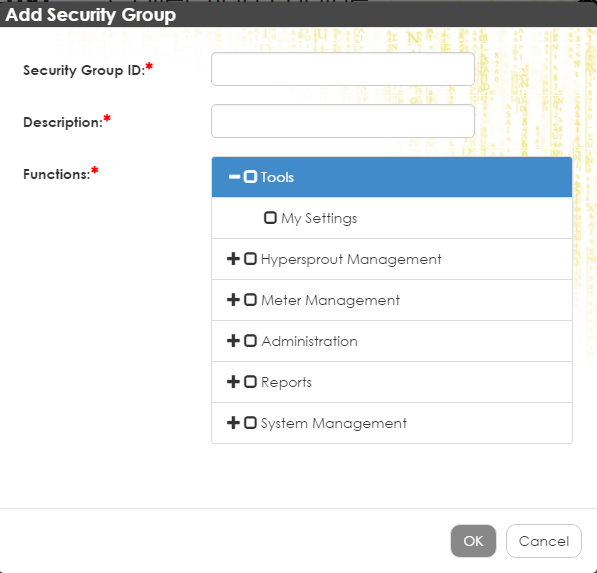 Add Security Group
Security Group ID:*
Description:*
Functions:*
Tools
My Settings
Hypersprout Management
Meter Management
Administration
Reports
System Management
OK Cancel